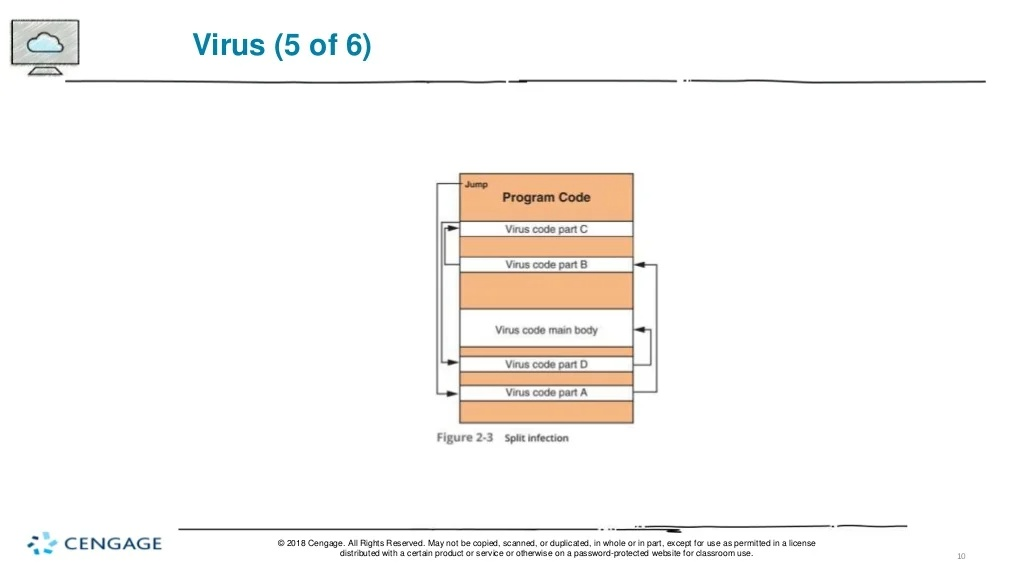 Virus (5 of 6)
Jump
Program Code
Virus code part C
Virus code part B
Virus code main body
Virus code part D
Virus code part A
Figure 2-3 Split infection
CENGAGE
© 2018 Cengage. All Rights Reserved. May not be copied, scanned, or duplicated, in whole or in part, except for use as permitted in a license
distributed with a certain product or service or otherwise on a password-protected website for classroom use.
10